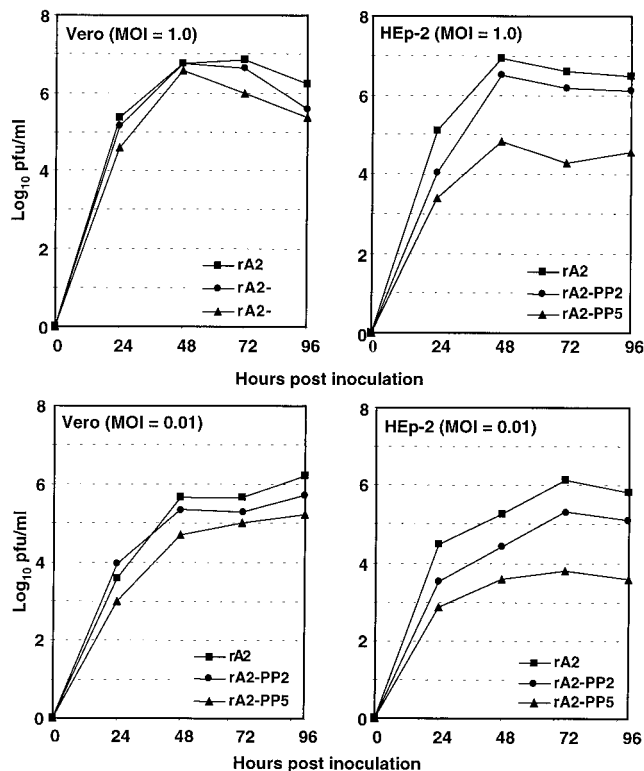 Vero (MOI = 1.0)
8
6
4
2
0
Log10 pfu/ml
rA2
rA2-
rA2-
0 24 48 72 96
HEp-2 (MOI = 1.0)
8
6
4
2
0
rA2
rA2-PP2
rA2-PP5
0 24 48 72 96
Hours post inoculation
Vero (MOI = 0.01)
8
6
4
2
0
Log10 pfu/ml
rA2
rA2-PP2
rA2-PP5
0 24 48 72 96
HEp-2 (MOI = 0.01)
8
6
4
2
0
rA2
rA2-PP2
rA2-PP5
0 24 48 72 96
Hours post inoculation